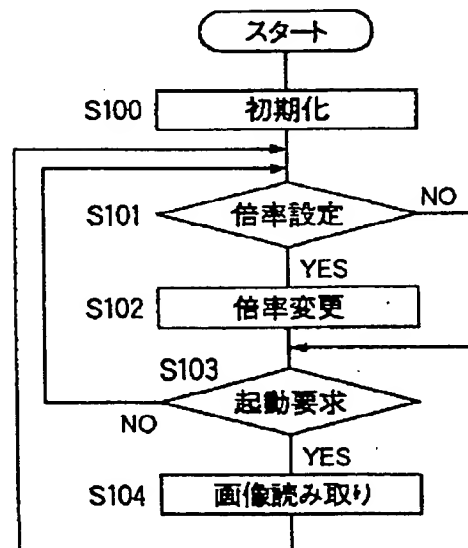 スタート
S100 初期化
S101 倍率設定 NO
YES
S102 倍率変更
S103
起動要求
NO
YES
S104 画像読み取り